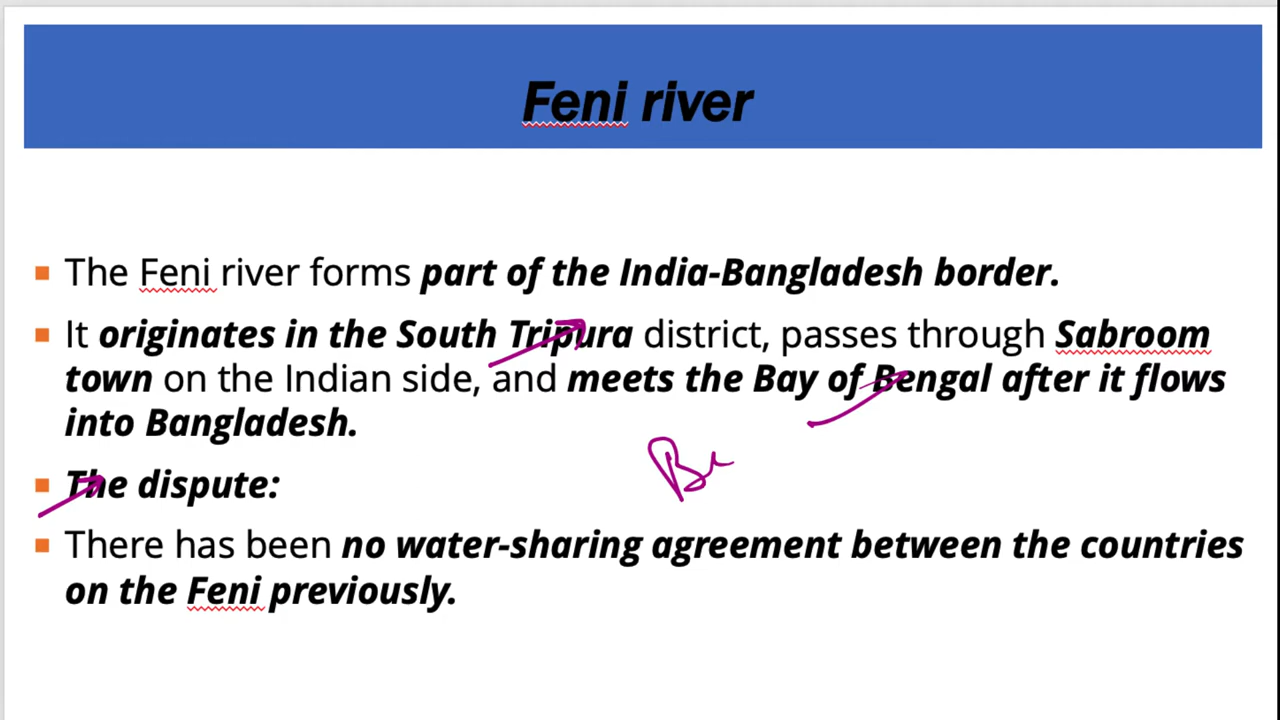 Feni river
The Feni river forms part of the India-Bangladesh border.
It originates in the South Tripura district, passes through Sabroom
town on the Indian side, and meets the Bay of Bengal after it flows
into Bangladesh.
The dispute:
There has been no water-sharing agreement between the countries
on the Feni previously.